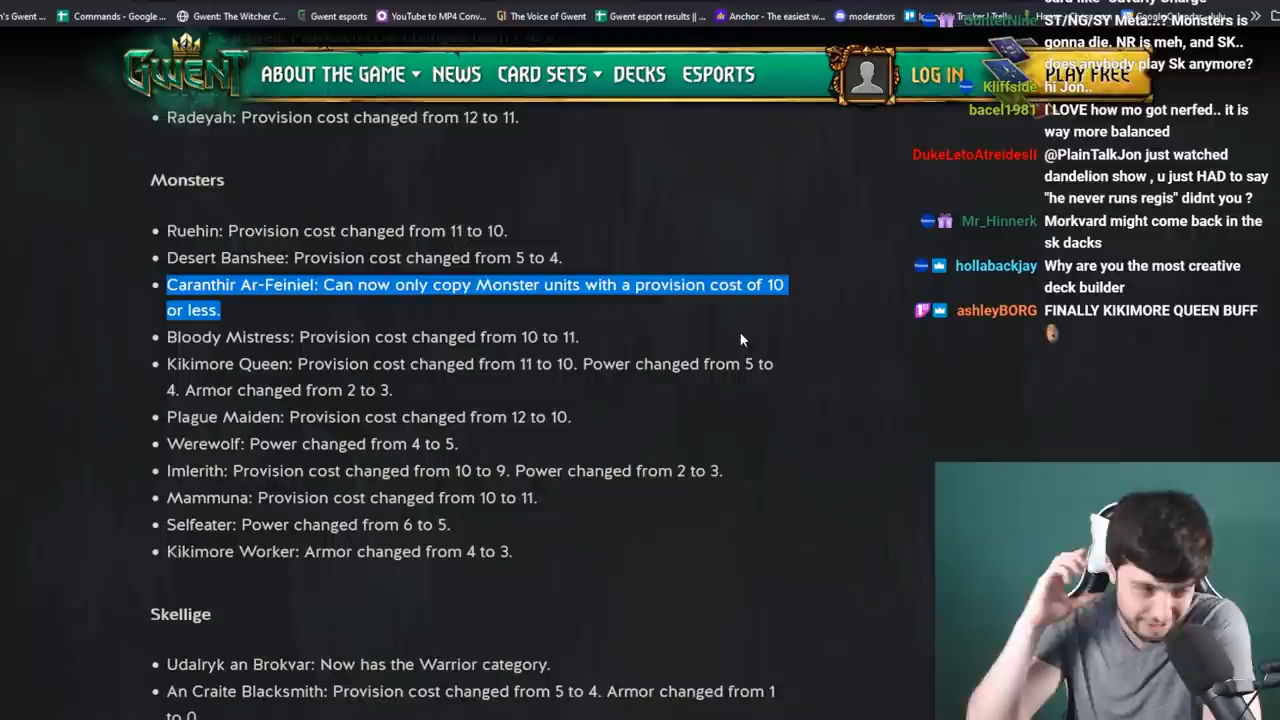 n's Gwent ...
Commands - Google ...
Gwent: The Witcher C...
Gwent esports
YouTube to MP4 Conv...
The Voice of Gwent
Gwent esport results || ...
Anchor - The easiest w...
moderators
GWENT
ABOUT THE GAME
NEWS
CARD SETS
DECKS
ESPORTS
LOG IN
PLAY FREE
Radeyah: Provision cost changed from 12 to 11.
Monsters
Ruehin: Provision cost changed from 11 to 10.
Desert Banshee: Provision cost changed from 5 to 4.
Caranthir Ar-Feiniel: Can now only copy Monster units with a provision cost of 10
or less.
Bloody Mistress: Provision cost changed from 10 to 11.
Kikimore Queen: Provision cost changed from 11 to 10. Power changed from 5 to
4. Armor changed from 2 to 3.
Plague Maiden: Provision cost changed from 12 to 10.
Werewolf: Power changed from 4 to 5.
Imlerith: Provision cost changed from 10 to 9. Power changed from 2 to 3.
Mammuna: Provision cost changed from 10 to 11.
Selfeater: Power changed from 6 to 5.
Kikimore Worker: Armor changed from 4 to 3.
Skellige
Udalryk an Brokvar: Now has the Warrior category.
An Craite Blacksmith: Provision cost changed from 5 to 4. Armor changed from 1
to 0.
ST/NG/SY Meta...? Monsters is
gonna die. NR is meh, and SK..
does anybody play Sk anymore?
Kliffside hi Jon..
bacel1981 I LOVE how mo got nerfed.. it is
way more balanced
DukeLetoAtreidesII @PlainTalkJon just watched
dandelion show , u just HAD to say
"he never runs regis" didnt you ?
Mr_Hinnerk Morkvard might come back in the
sk dacks
hollabackjay Why are you the most creative
deck builder
ashleyBORG FINALLY KIKIMORE QUEEN BUFF